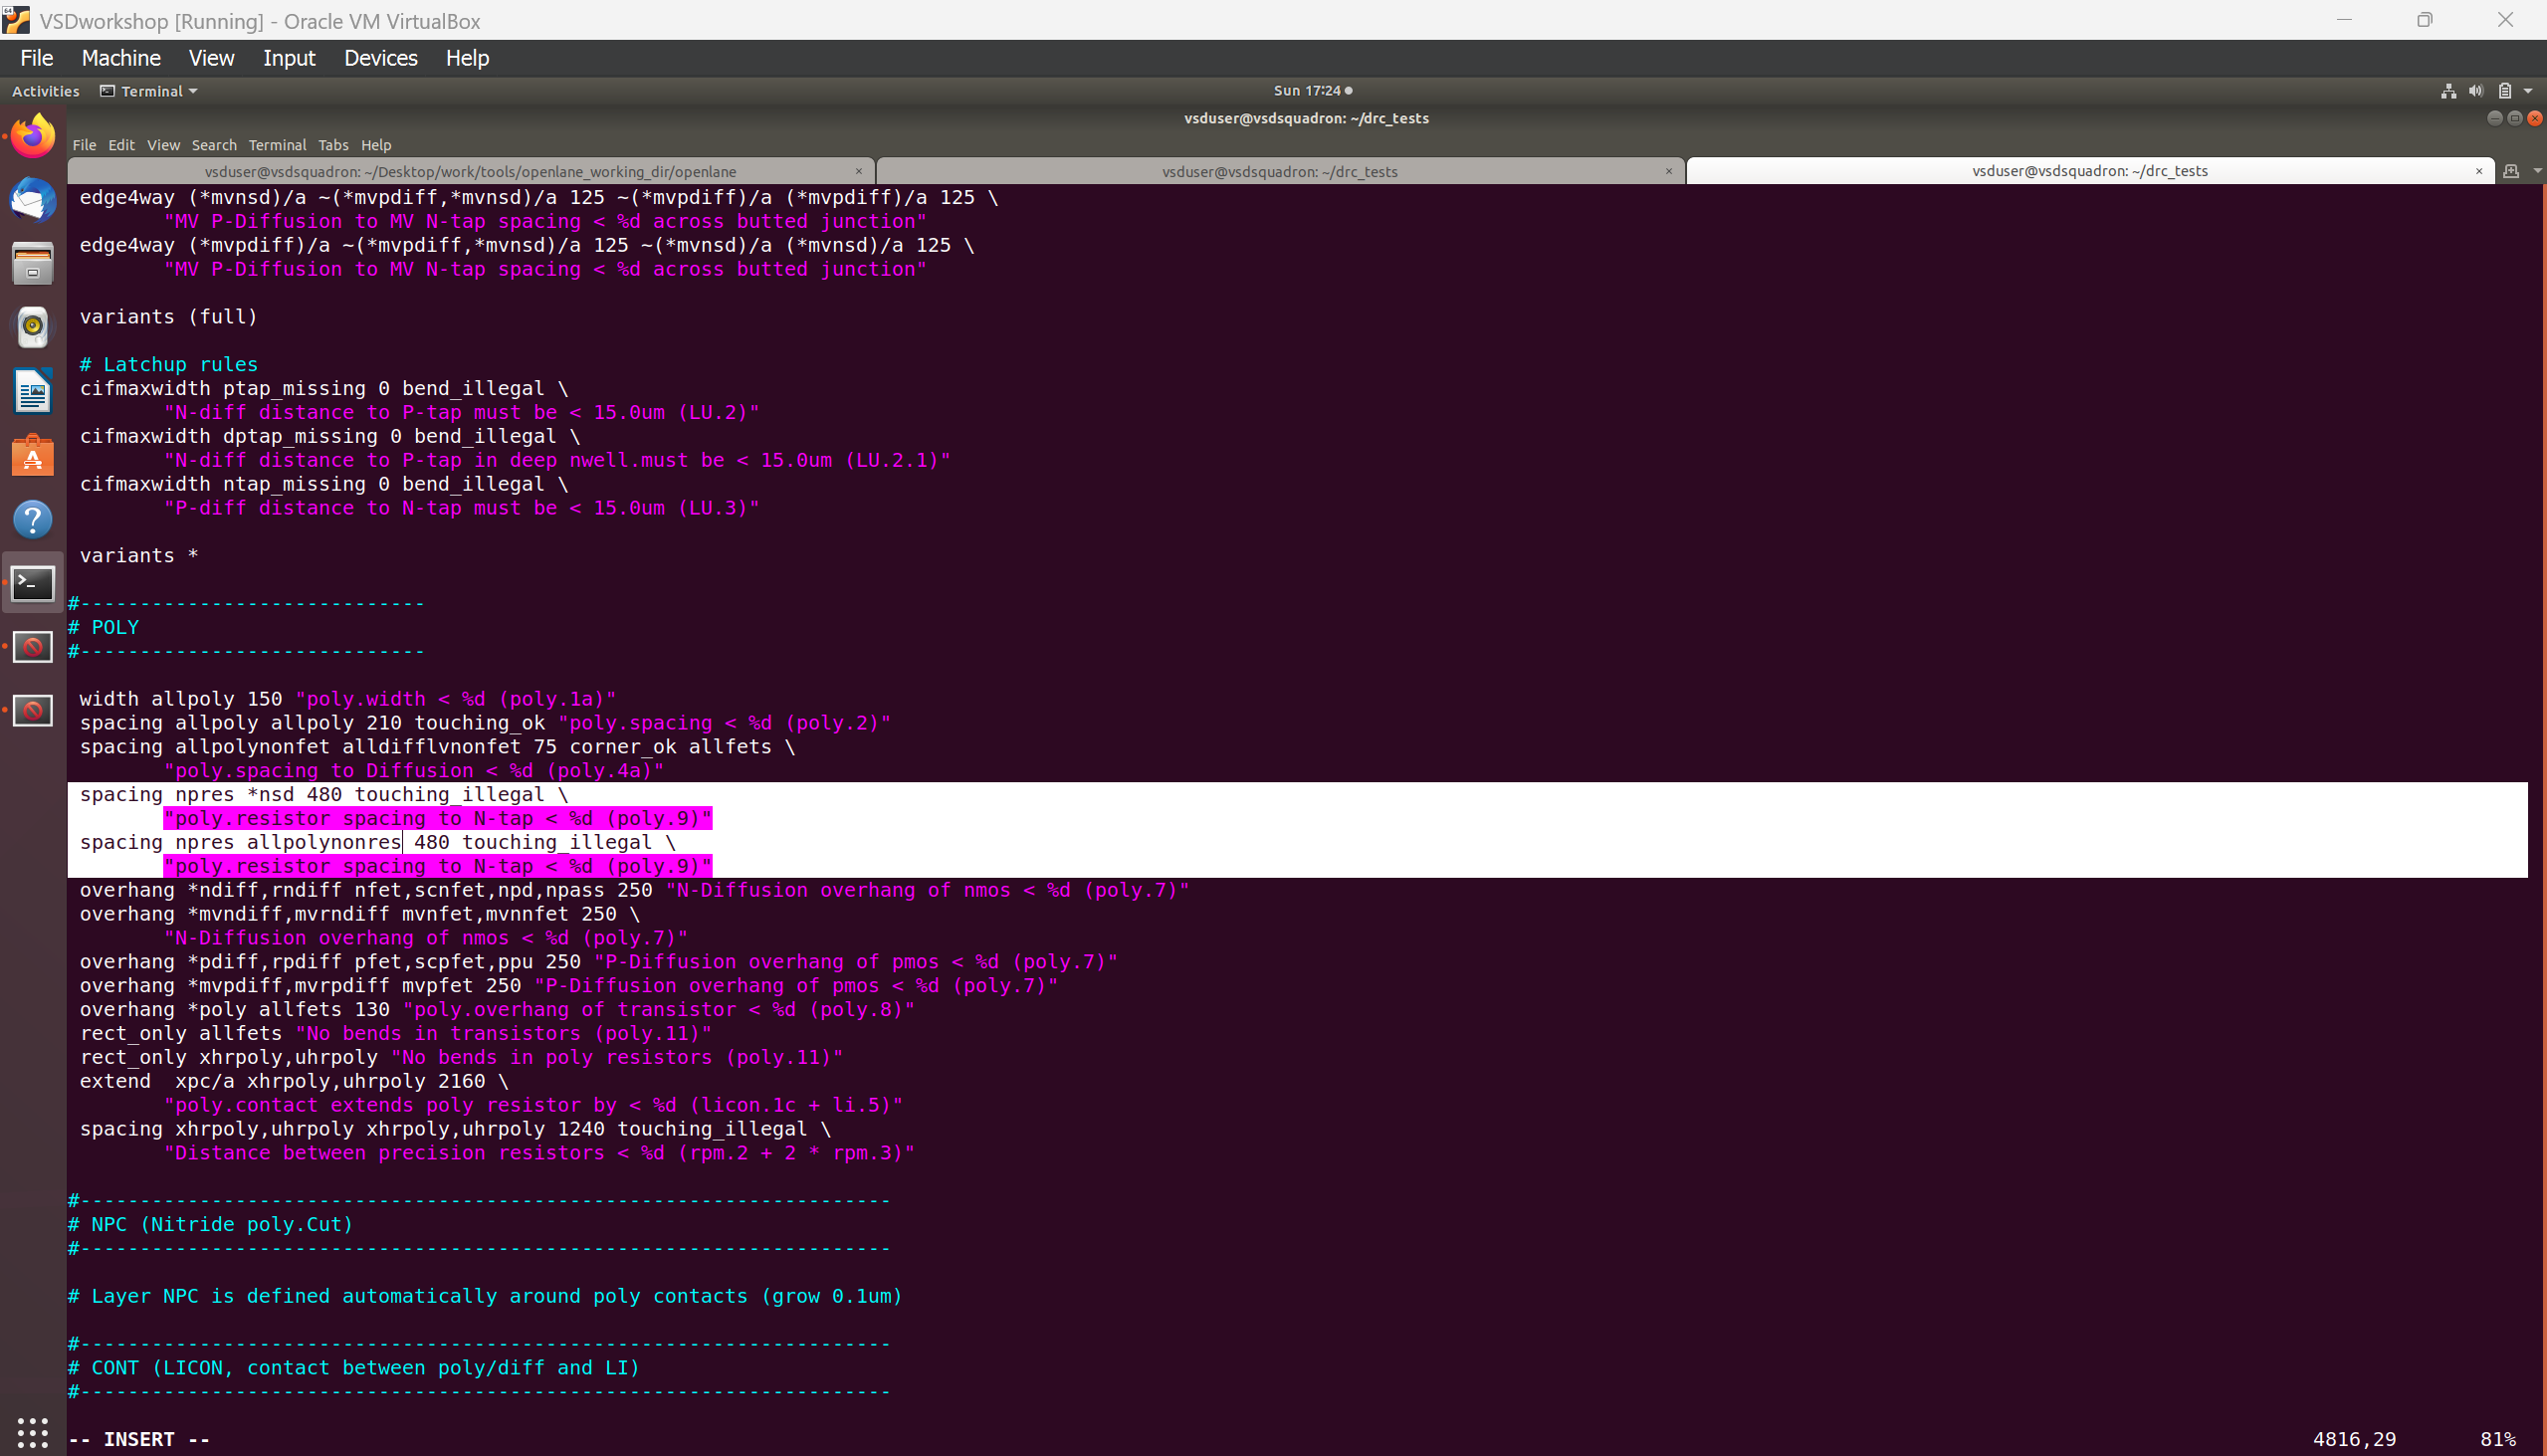 VSDworkshop [Running] - Oracle VM VirtualBox
File Machine View Input Devices Help
Activities Terminal Sun 17:24
vsduser@vsdsquadron: ~/drc_tests
File Edit View Search Terminal Tabs Help
vsduser@vsdsquadron: ~/Desktop/work/tools/openlane_working_dir/openlane × vsduser@vsdsquadron: ~/drc_tests × vsduser@vsdsquadron: ~/drc_tests ×
edge4way (*mvnsd)/a ~(*mvpdiff,*mvnsd)/a 125 ~(*mvpdiff)/a (*mvpdiff)/a 125 \
"MV P-Diffusion to MV N-tap spacing < %d across butted junction"
edge4way (*mvpdiff)/a ~(*mvpdiff,*mvnsd)/a 125 ~(*mvnsd)/a (*mvnsd)/a 125 \
"MV P-Diffusion to MV N-tap spacing < %d across butted junction"
variants (full)
# Latchup rules
cifmaxwidth ptap_missing 0 bend_illegal \
"N-diff distance to P-tap must be < 15.0um (LU.2)"
cifmaxwidth dptap_missing 0 bend_illegal \
"N-diff distance to P-tap in deep nwell.must be < 15.0um (LU.2.1)"
cifmaxwidth ntap_missing 0 bend_illegal \
"P-diff distance to N-tap must be < 15.0um (LU.3)"
variants *
#-----------------------------
# POLY
#-----------------------------
width allpoly 150 "poly.width < %d (poly.1a)"
spacing allpoly allpoly 210 touching_ok "poly.spacing < %d (poly.2)"
spacing allpolynonfet alldifflvnonfet 75 corner_ok allfets \
"poly.spacing to Diffusion < %d (poly.4a)"
spacing npres *nsd 480 touching_illegal \
"poly.resistor spacing to N-tap < %d (poly.9)"
spacing npres allpolynonres 480 touching_illegal \
"poly.resistor spacing to N-tap < %d (poly.9)"
overhang *ndiff,rndiff nfet,scnfet,npd,npass 250 "N-Diffusion overhang of nmos < %d (poly.7)"
overhang *mvndiff,mvrndiff mvnfet,mvnnfet 250 \
"N-Diffusion overhang of nmos < %d (poly.7)"
overhang *pdiff,rpdiff pfet,scpfet,ppu 250 "P-Diffusion overhang of pmos < %d (poly.7)"
overhang *mvpdiff,mvrpdiff mvpfet 250 "P-Diffusion overhang of pmos < %d (poly.7)"
overhang *poly allfets 130 "poly.overhang of transistor < %d (poly.8)"
rect_only allfets "No bends in transistors (poly.11)"
rect_only xhrpoly,uhrpoly "No bends in poly resistors (poly.11)"
extend  xpc/a xhrpoly,uhrpoly 2160 \
"poly.contact extends poly resistor by < %d (licon.1c + li.5)"
spacing xhrpoly,uhrpoly xhrpoly,uhrpoly 1240 touching_illegal \
"Distance between precision resistors < %d (rpm.2 + 2 * rpm.3)"
#--------------------------------------------------------------------
# NPC (Nitride poly.Cut)
#--------------------------------------------------------------------
# Layer NPC is defined automatically around poly contacts (grow 0.1um)
#--------------------------------------------------------------------
# CONT (LICON, contact between poly/diff and LI)
#--------------------------------------------------------------------
-- INSERT -- 4816,29 81%